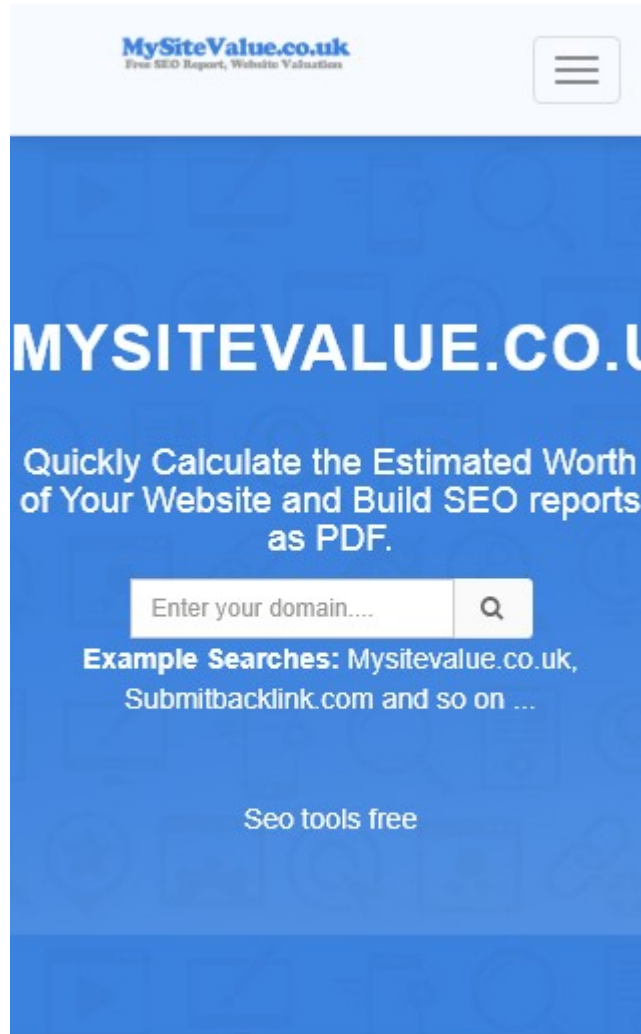 MySiteValue.co.uk
Free SEO Report, Website Valuation
MYSITEVALUE.CO.U
Quickly Calculate the Estimated Worth
of Your Website and Build SEO reports
as PDF.
Enter your domain....
Example Searches: Mysitevalue.co.uk,
Submitbacklink.com and so on ...
Seo tools free